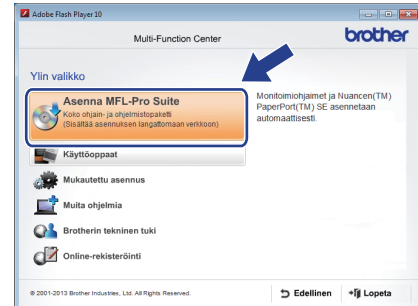 Adobe Flash Player 10
Multi-Function Center
brother
Ylin valikko
Asenna MFL-Pro Suite
Koko ohjain- ja ohjelmistopaketti
(Sisältää asennuksen langattomaan verkkoon)
Monitoimiohjaimet ja Nuancen(TM)
PaperPort(TM) SE asennetaan
automaattisesti.
Käyttöoppaat
Mukautettu asennus
Muita ohjelmia
Brotherin tekninen tuki
Online-rekisteröinti
© 2001-2013 Brother Industries, Ltd. All Rights Reserved.
Edellinen
Lopeta